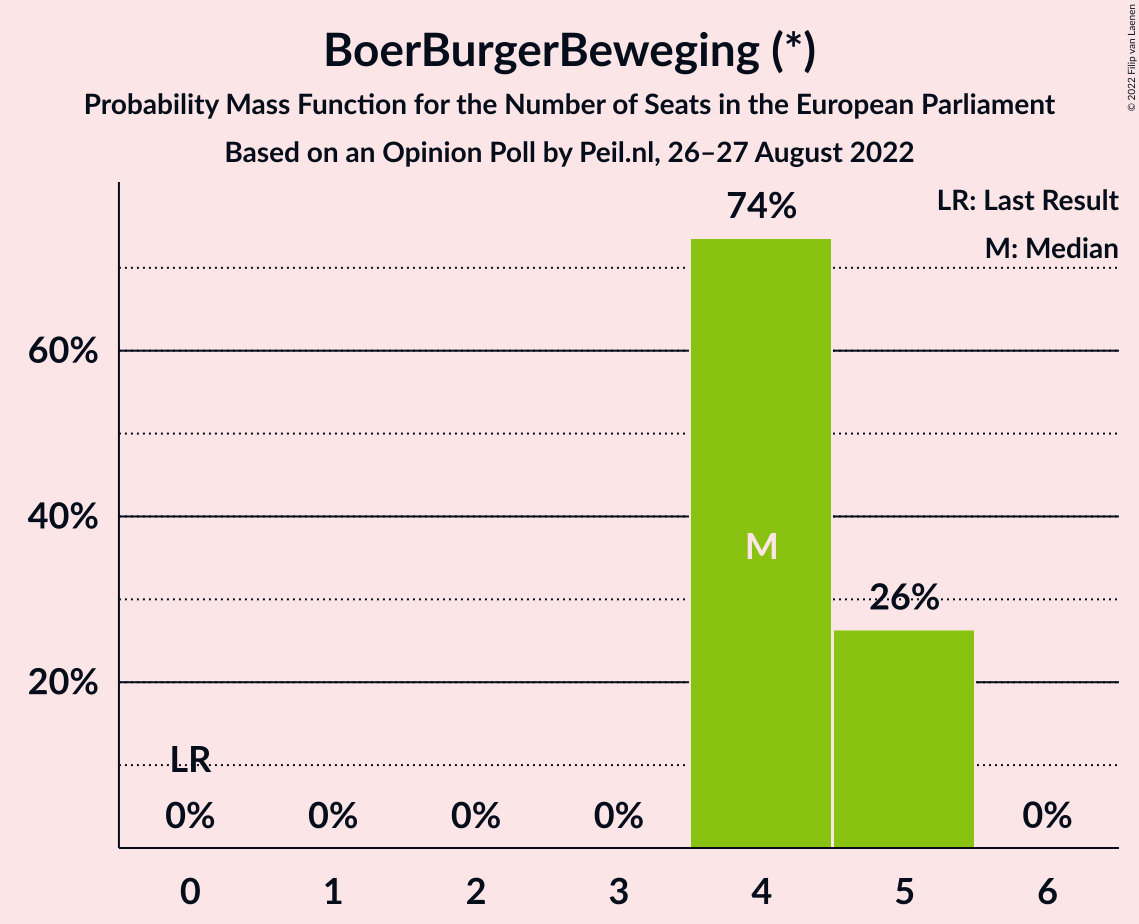 BoerBurgerBeweging (*)
Probability Mass Function for the Number of Seats in the European Parliament
Based on an Opinion Poll by Peil.nl, 26–27 August 2022
© 2022 Filip van Laenen
LR: Last Result
M: Median
74%
60%
40%
M
26%
20%
LR
0% 0% 0% 0% 0%
0 1 2 3 4 5 6